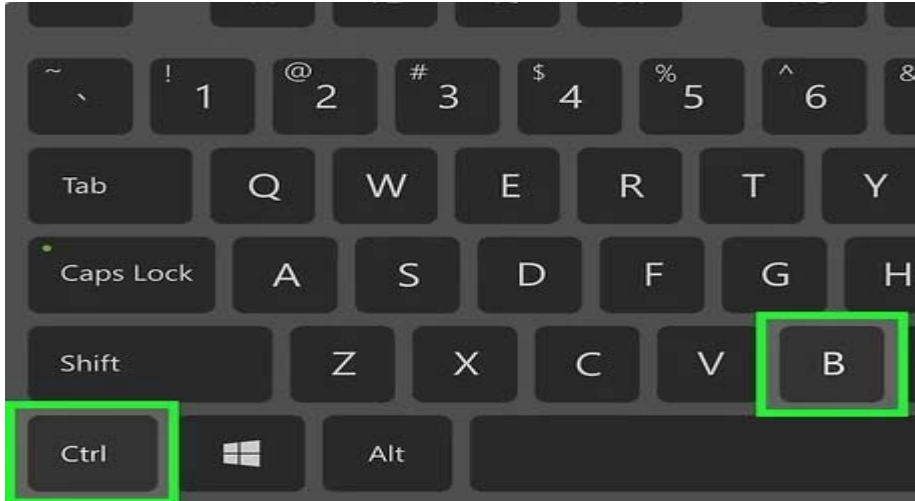 ~ ` ! 1 @ 2 # 3 $ 4 % 5 ^ 6 &
Tab Q W E R T Y
Caps Lock A S D F G H
Shift Z X C V B
Ctrl Alt